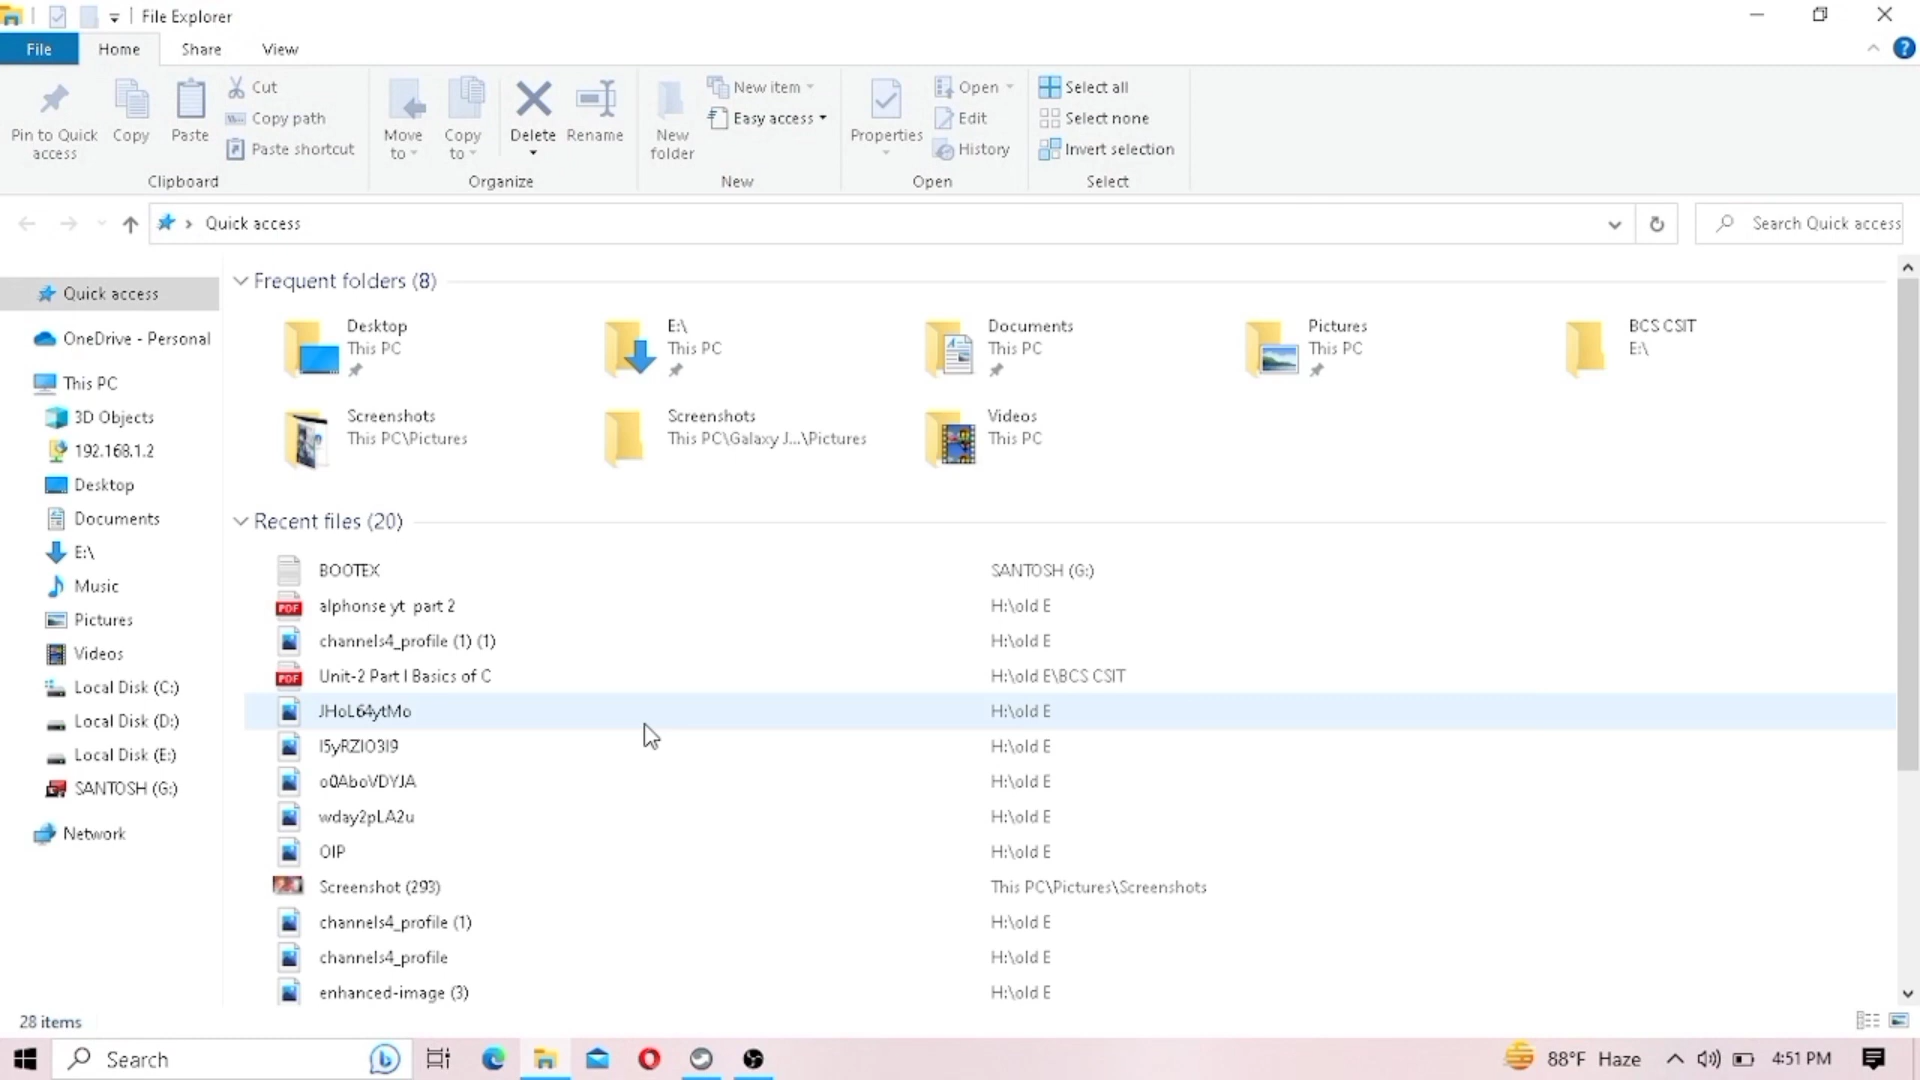 File Explorer
File Home Share View
Pin to Quick access
Copy
Paste
Cut
Copy path
Paste shortcut
Clipboard
Move to
Copy to
Delete
Rename
Organize
New folder
New item
Easy access
New
Properties
Open
Edit
History
Open
Select all
Select none
Invert selection
Select
Quick access
Search Quick access
Quick access
OneDrive - Personal
This PC
3D Objects
192.168.1.2
Desktop
Documents
E:\
Music
Pictures
Videos
Local Disk (C:)
Local Disk (D:)
Local Disk (E:)
SANTOSH (G:)
Network
Frequent folders (8)
Desktop
This PC
E:\
This PC
Documents
This PC
Pictures
This PC
BCS CSIT
E:\
Screenshots
This PC\Pictures
Screenshots
This PC\Galaxy J...\Pictures
Videos
This PC
Recent files (20)
BOOTEX SANTOSH (G:)
PDF alphonse yt part 2 H:\old E
channels4_profile (1) (1) H:\old E
PDF Unit-2 Part I Basics of C H:\old E\BCS CSIT
JHoL64ytMo H:\old E
I5yRZIO3I9 H:\old E
o0AboVDYJA H:\old E
wday2pLA2u H:\old E
OIP H:\old E
Screenshot (293) This PC\Pictures\Screenshots
channels4_profile (1) H:\old E
channels4_profile H:\old E
enhanced-image (3) H:\old E
28 items
Search
88°F Haze
4:51 PM